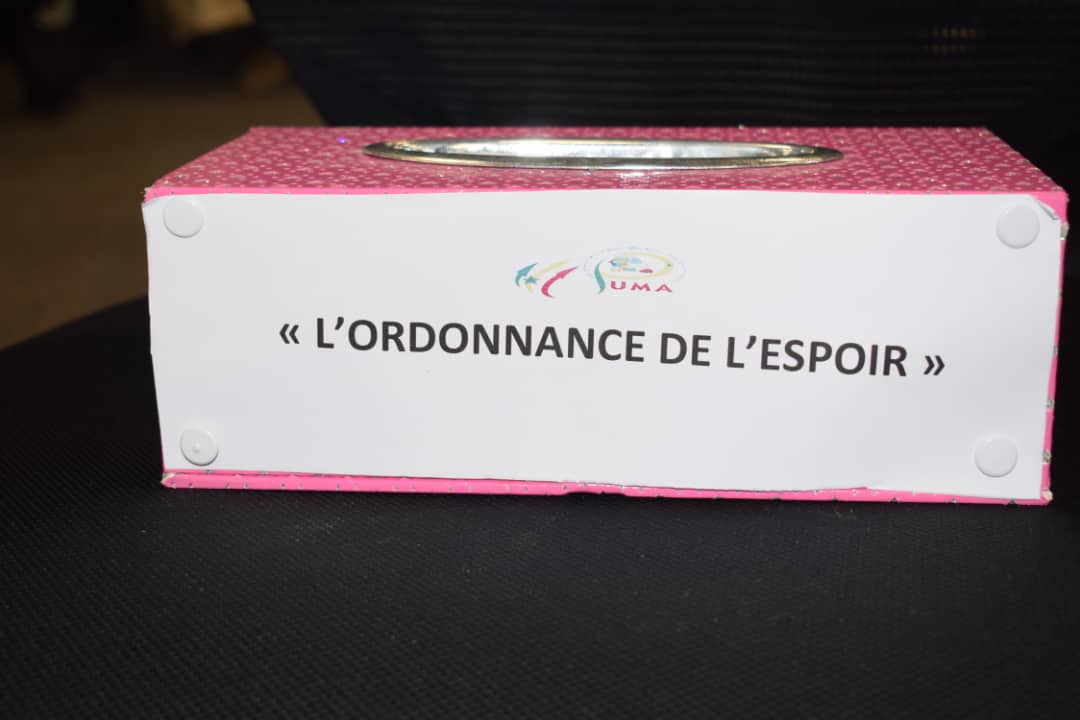 UMA
« L’ORDONNANCE DE L’ESPOIR »